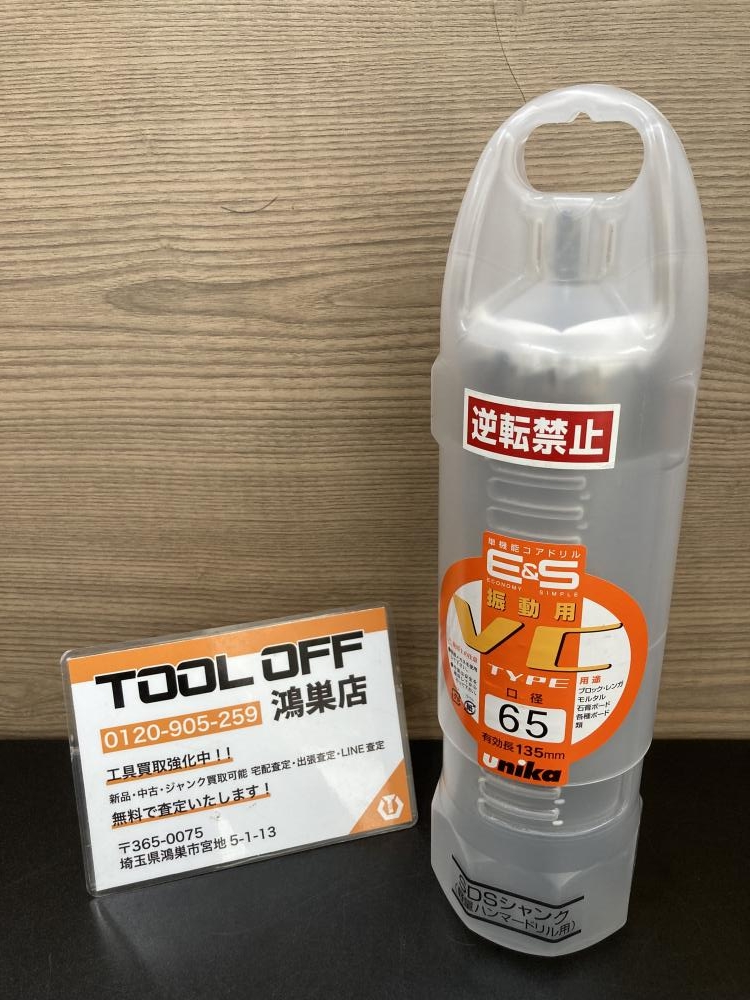 逆転禁止
単機能コアドリル
E&S
ECONOMY SIMPLE
振動用
VC
TYPE
口径
65
有効長135mm
unika
用途
ブロック・レンガ
モルタル
石膏ボード
各種ボード
類
SDSシャンク
(軽量ハンマードリル用)
TOOL OFF
0120-905-259 鴻巣店
工具買取強化中!!
新品・中古・ジャンク買取可能 宅配査定・出張査定・LINE査定
無料で査定いたします!
〒365-0075
埼玉県鴻巣市宮地5-1-13